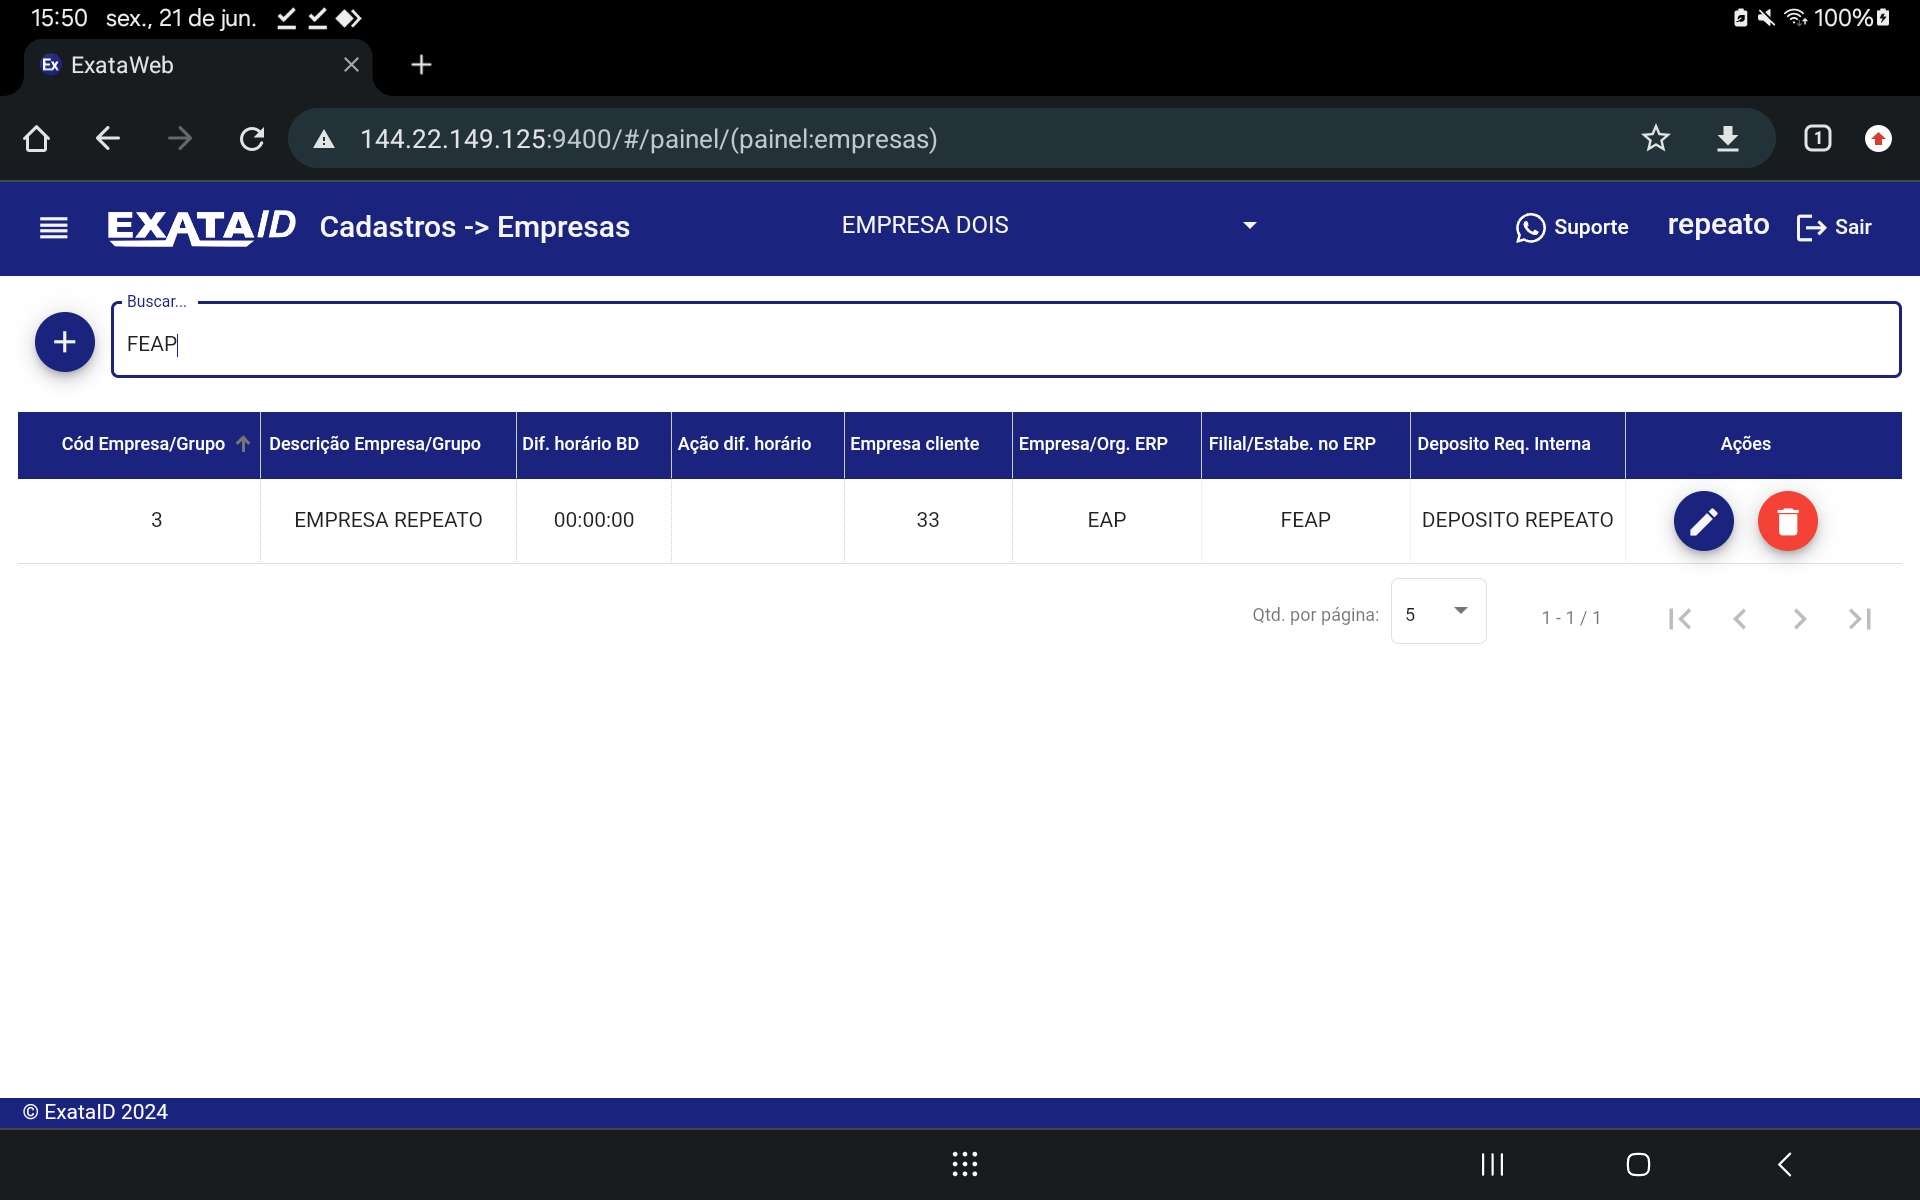 15:50 sex., 21 de jun. 100%
Ex ExataWeb
144.22.149.125:9400/#/painel/(painel:empresas) 1
EXATAID Cadastros -> Empresas EMPRESA DOIS Suporte repeato Sair
Buscar...
FEAP
Cód Empresa/Grupo Descrição Empresa/Grupo Dif. horário BD Ação dif. horário Empresa cliente Empresa/Org. ERP Filial/Estabe. no ERP Deposito Req. Interna Ações
3 EMPRESA REPEATO 00:00:00 33 EAP FEAP DEPOSITO REPEATO
Qtd. por página: 5 1 - 1 / 1
© ExataID 2024